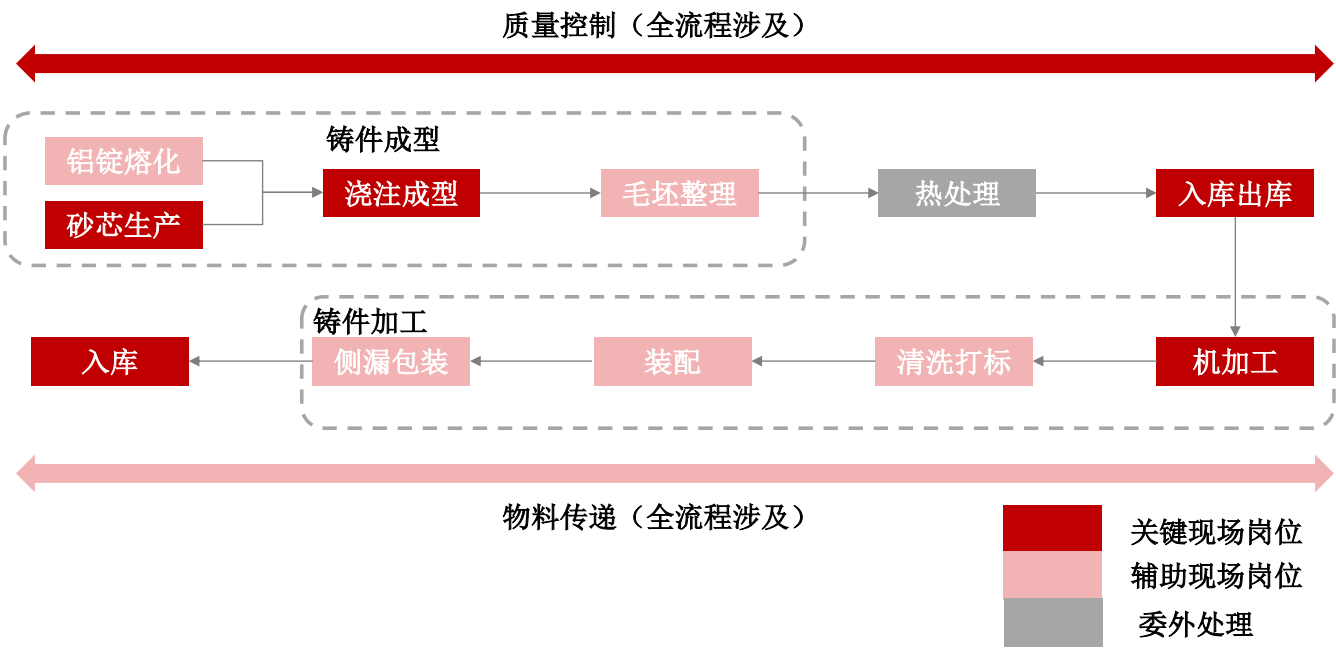 质量控制（全流程涉及）
铸件成型
铝锭熔化
砂芯生产
浇注成型
毛坯整理
热处理
入库出库
铸件加工
入库
侧漏包装
装配
清洗打标
机加工
物料传递（全流程涉及）
关键现场岗位
辅助现场岗位
委外处理